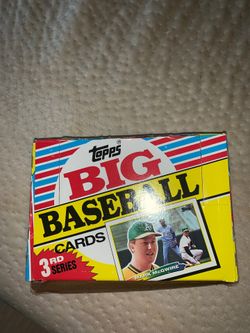 Topps
BIG
BASEBALL
CARDS
3RD
SERIES
MARK McGWIRE